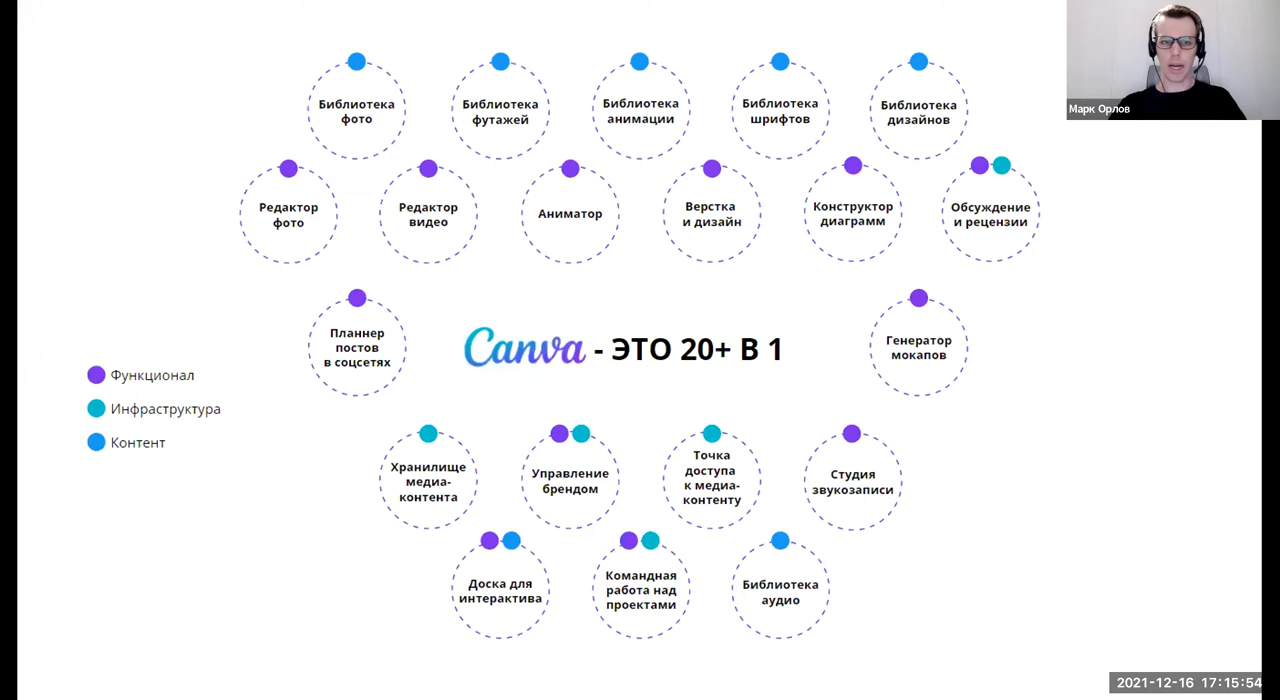 Библиотека
фото
Библиотека
футажей
Библиотека
анимации
Библиотека
шрифтов
Библиотека
дизайнов
Марк Орлов
Редактор
фото
Редактор
видео
Аниматор
Верстка
и дизайн
Конструктор
диаграмм
Обсуждение
и рецензии
Планнер
постов
в соцсетях
Canva - ЭТО 20+ В 1
Генератор
мокапов
Функционал
Инфраструктура
Контент
Хранилище
медиа-
контента
Управление
брендом
Точка
доступа
к медиа-
контенту
Студия
звукозаписи
Доска для
интерактива
Командная
работа над
проектами
Библиотека
аудио
2021-12-16 17:15:54